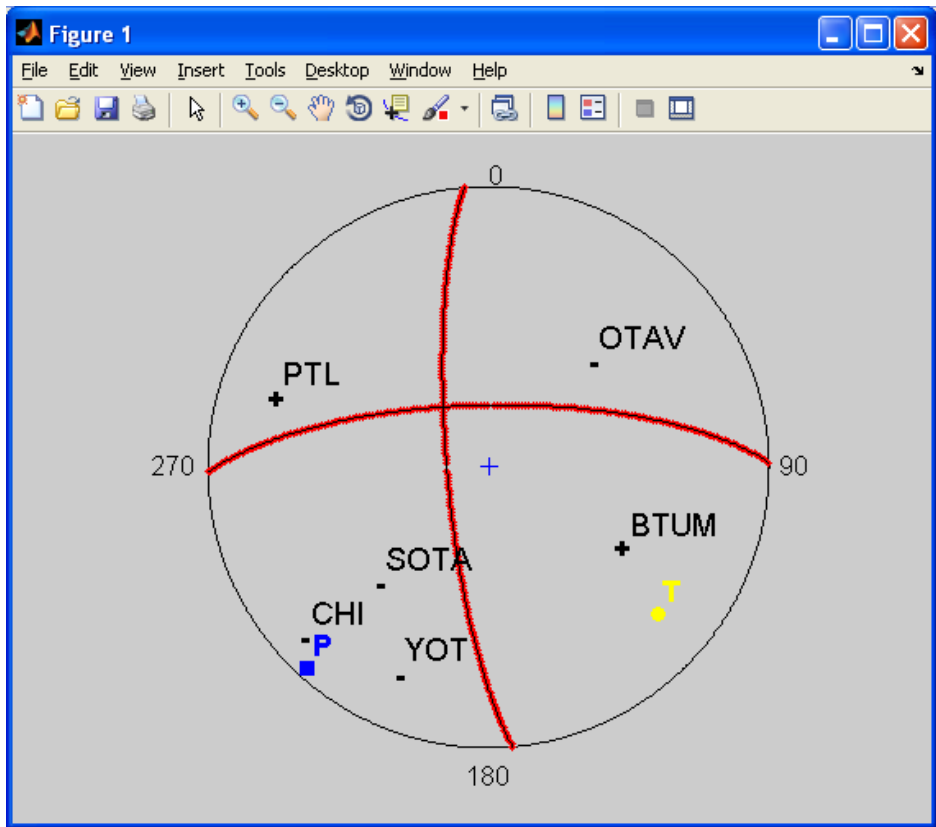 Figure 1
File Edit View Insert Tools Desktop Window Help
0
OTAV
PTL
270
90
BTUM
SOTA
T
CHI
P
YOT
180